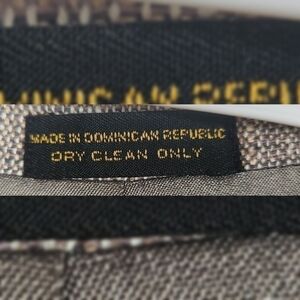 MADE IN DOMINICAN REPUBLIC
DRY CLEAN ONLY